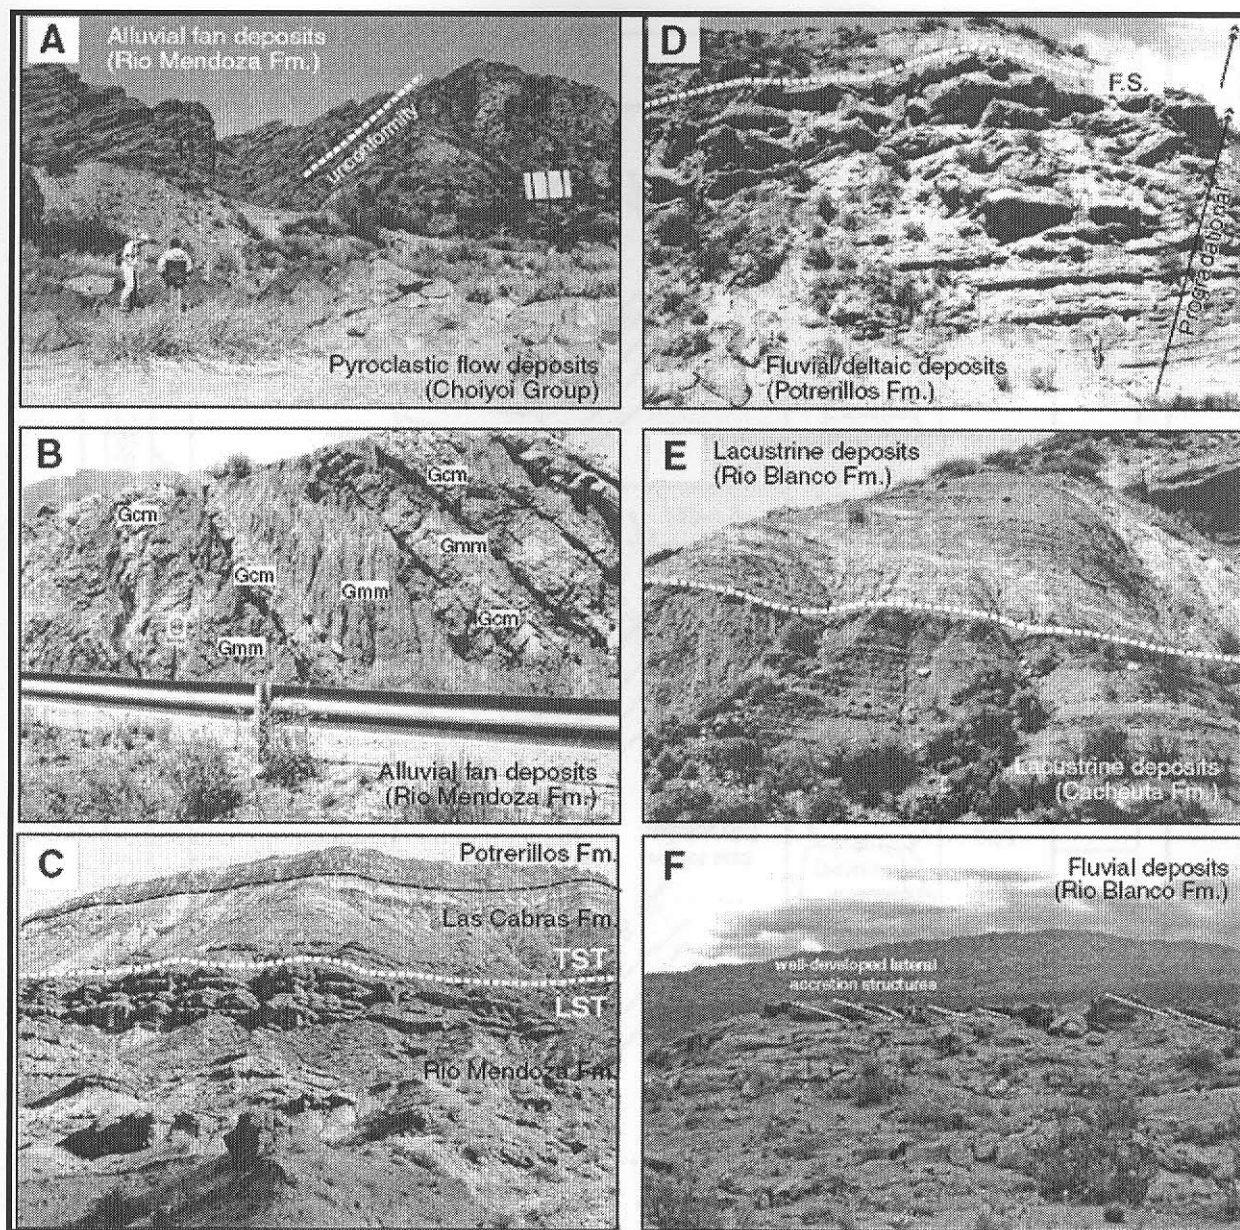 A
Alluvial fan deposits
(Rio Mendoza Fm.)
unconformity
Pyroclastic flow deposits
(Choiyoi Group)
B
Gcm
Gcm
Gmm
Gcm
Gmm
Gcm
Gmm
Alluvial fan deposits
(Rio Mendoza Fm.)
C
Potrerillos Fm.
Las Cabras Fm.
TST
LST
Rio Mendoza Fm.
D
F.S.
Progradational
Fluvial/deltaic deposits
(Potrerillos Fm.)
E
Lacustrine deposits
(Rio Blanco Fm.)
Lacustrine deposits
(Cacheuta Fm.)
F
Fluvial deposits
(Rio Blanco Fm.)
well-developed lateral
accretion structures